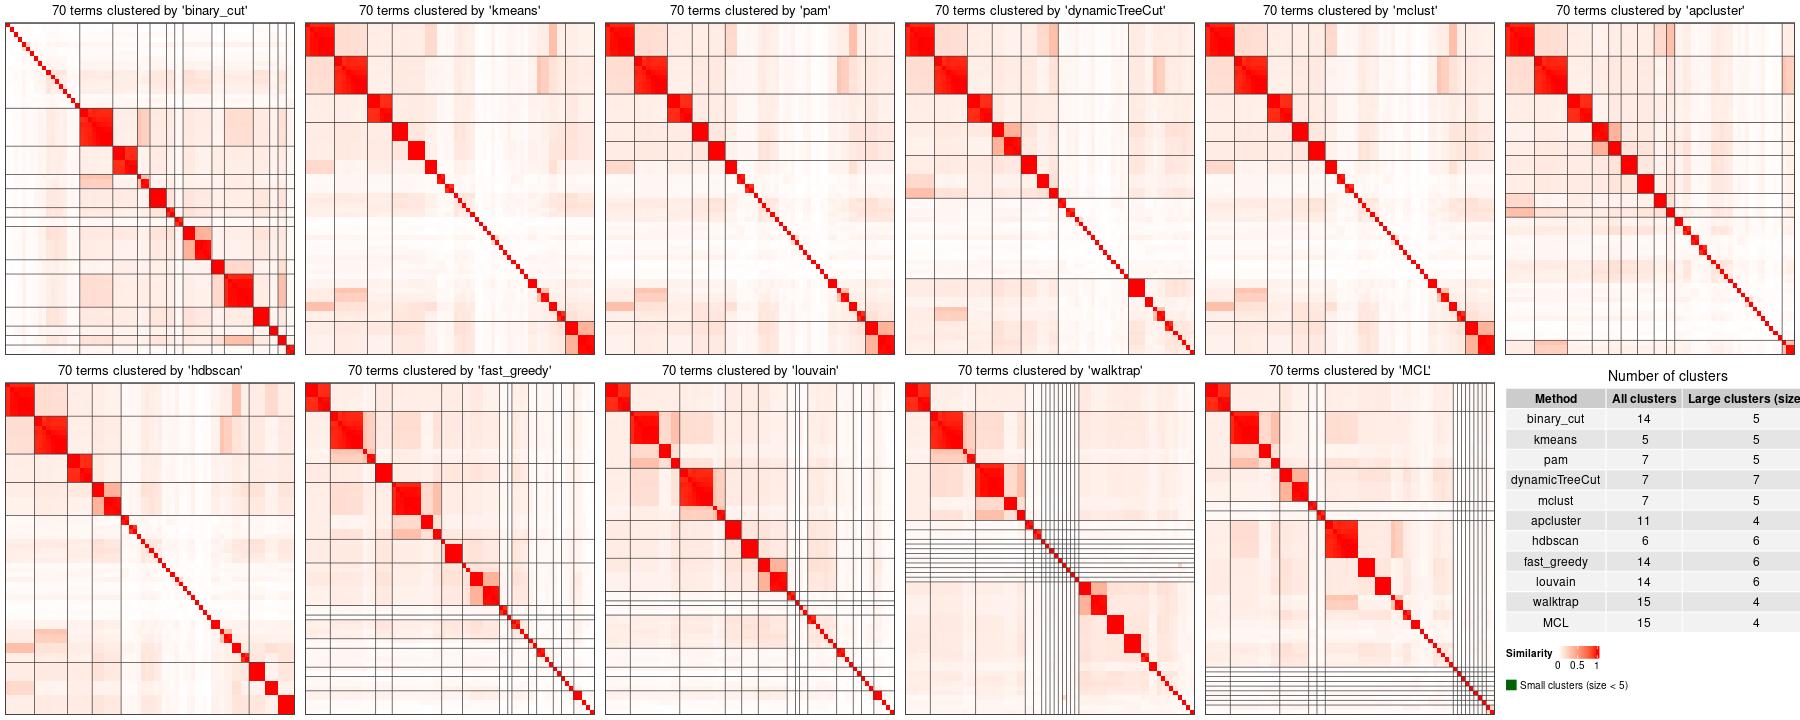 70 terms clustered by 'binary_cut'
70 terms clustered by 'kmeans'
70 terms clustered by 'pam'
70 terms clustered by 'dynamicTreeCut'
70 terms clustered by 'mclust'
70 terms clustered by 'apcluster'
70 terms clustered by 'hdbscan'
70 terms clustered by 'fast_greedy'
70 terms clustered by 'louvain'
70 terms clustered by 'walktrap'
70 terms clustered by 'MCL'
Number of clusters
Method All clusters Large clusters (size
binary_cut 14 5
kmeans 5 5
pam 7 5
dynamicTreeCut 7 7
mclust 7 5
apcluster 11 4
hdbscan 6 6
fast_greedy 14 6
louvain 14 6
walktrap 15 4
MCL 15 4
Similarity
0 0.5 1
Small clusters (size < 5)